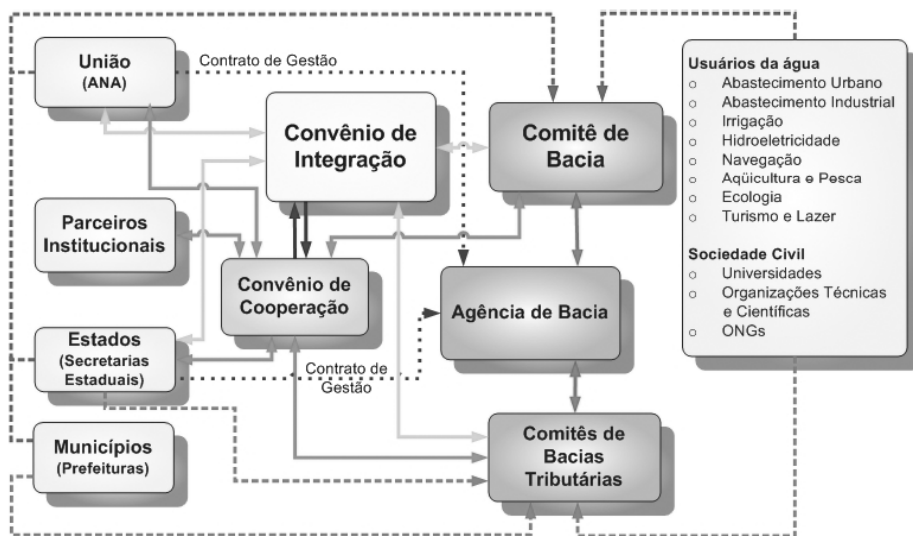 União
(ANA)
Contrato de Gestão
Convênio de
Integração
Comitê de
Bacia
Usuários da água
o Abastecimento Urbano
o Abastecimento Industrial
o Irrigação
o Hidroeletricidade
o Navegação
o Aqüicultura e Pesca
o Ecologia
o Turismo e Lazer
Sociedade Civil
o Universidades
o Organizações Técnicas
e Científicas
o ONGs
Parceiros
Institucionais
Convênio de
Cooperação
Agência de Bacia
Estados
(Secretarias
Estaduais)
Contrato de
Gestão
Municípios
(Prefeituras)
Comitês de
Bacias
Tributárias